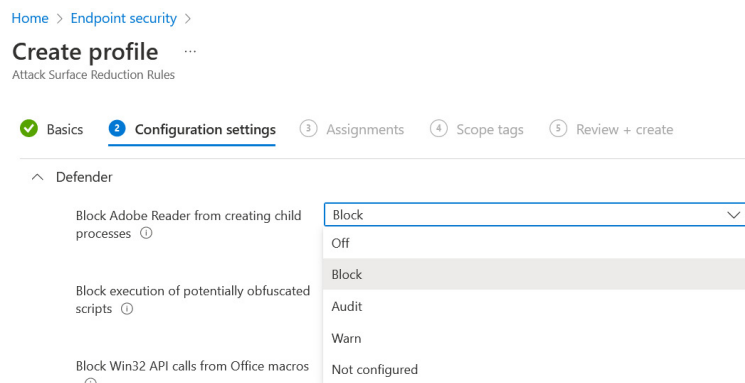 Home > Endpoint security >
Create profile ...
Attack Surface Reduction Rules
Basics 2 Configuration settings 3 Assignments 4 Scope tags 5 Review + create
Defender
Block Adobe Reader from creating child
processes
Block
Off
Block
Audit
Warn
Not configured
Block execution of potentially obfuscated
scripts
Block Win32 API calls from Office macros